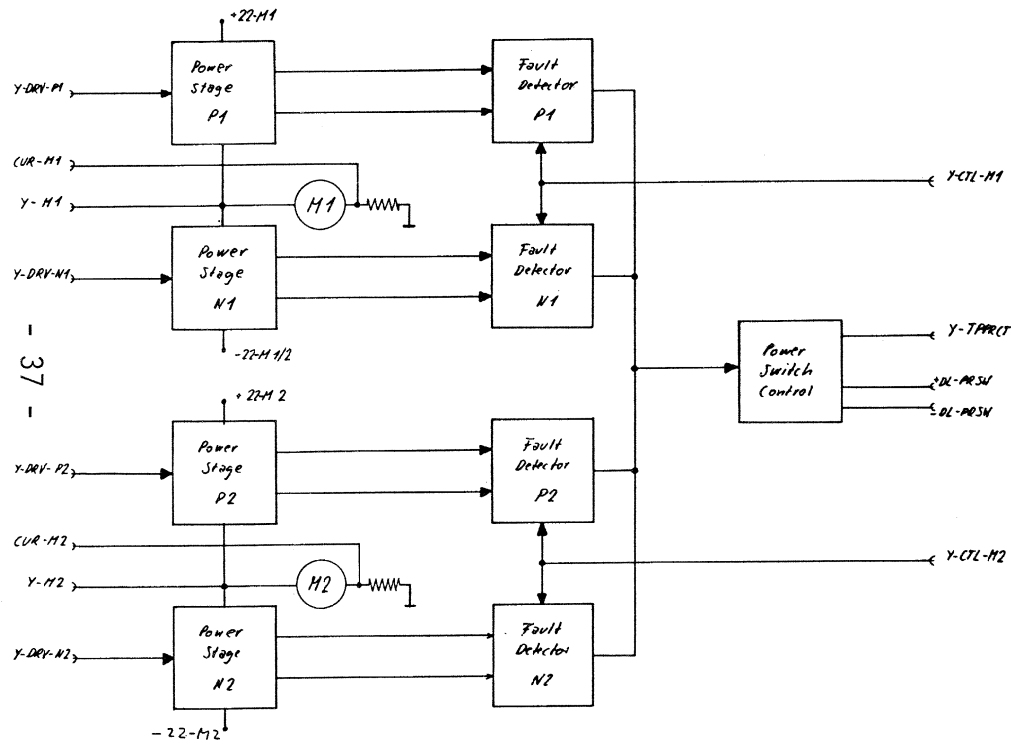 +22-M1
Power
Stage
P1
Fault
Detector
P1
Y-DRV-P1
CUR-M1
Y-M1
M1
Y-CTL-M1
Power
Stage
N1
Fault
Detector
N1
Y-DRV-N1
-22-M1/2
- 37 -
Power
Switch
Control
Y-TPPRCT
+DL-PRSW
-DL-PRSW
+22-M2
Power
Stage
P2
Fault
Detector
P2
Y-DRV-P2
CUR-M2
Y-M2
M2
Y-CTL-M2
Power
Stage
N2
Fault
Detector
N2
Y-DRV-N2
-22-M2